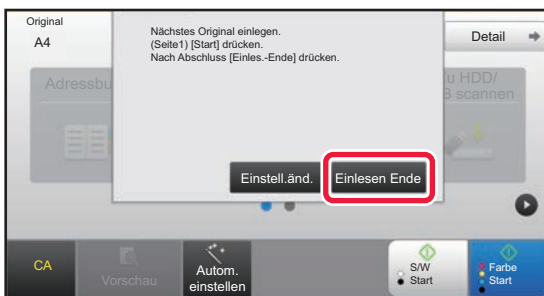 Original
A4
Nächstes Original einlegen.
(Seite1) [Start] drücken.
Nach Abschluss [Einles.-Ende] drücken.
Detail
Adressbu
u HDD/
B scannen
Einstell.änd.
Einlesen Ende
CA
Vorschau
Autom.
einstellen
S/W
Start
Farbe
Start